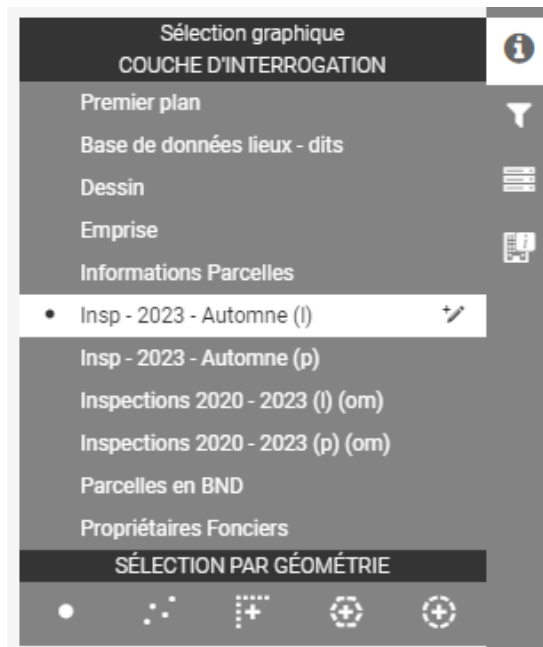 Sélection graphique
COUCHE D'INTERROGATION
Premier plan
Base de données lieux - dits
Dessin
Emprise
Informations Parcelles
Insp - 2023 - Automne (l)
Insp - 2023 - Automne (p)
Inspections 2020 - 2023 (l) (om)
Inspections 2020 - 2023 (p) (om)
Parcelles en BND
Propriétaires Fonciers
SÉLECTION PAR GÉOMÉTRIE